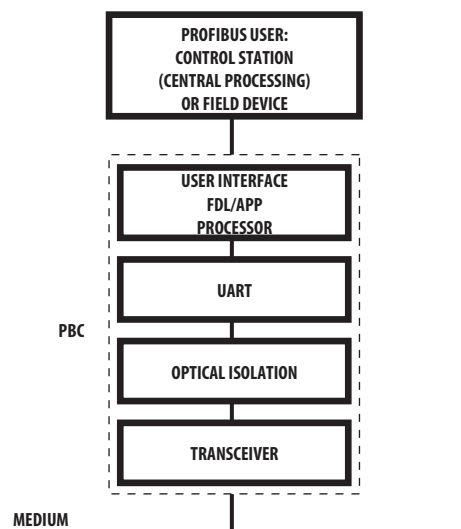 PROFIBUS USER:
CONTROL STATION
(CENTRAL PROCESSING)
OR FIELD DEVICE
USER INTERFACE
FDL/APP
PROCESSOR
UART
PBC
OPTICAL ISOLATION
TRANSCEIVER
MEDIUM